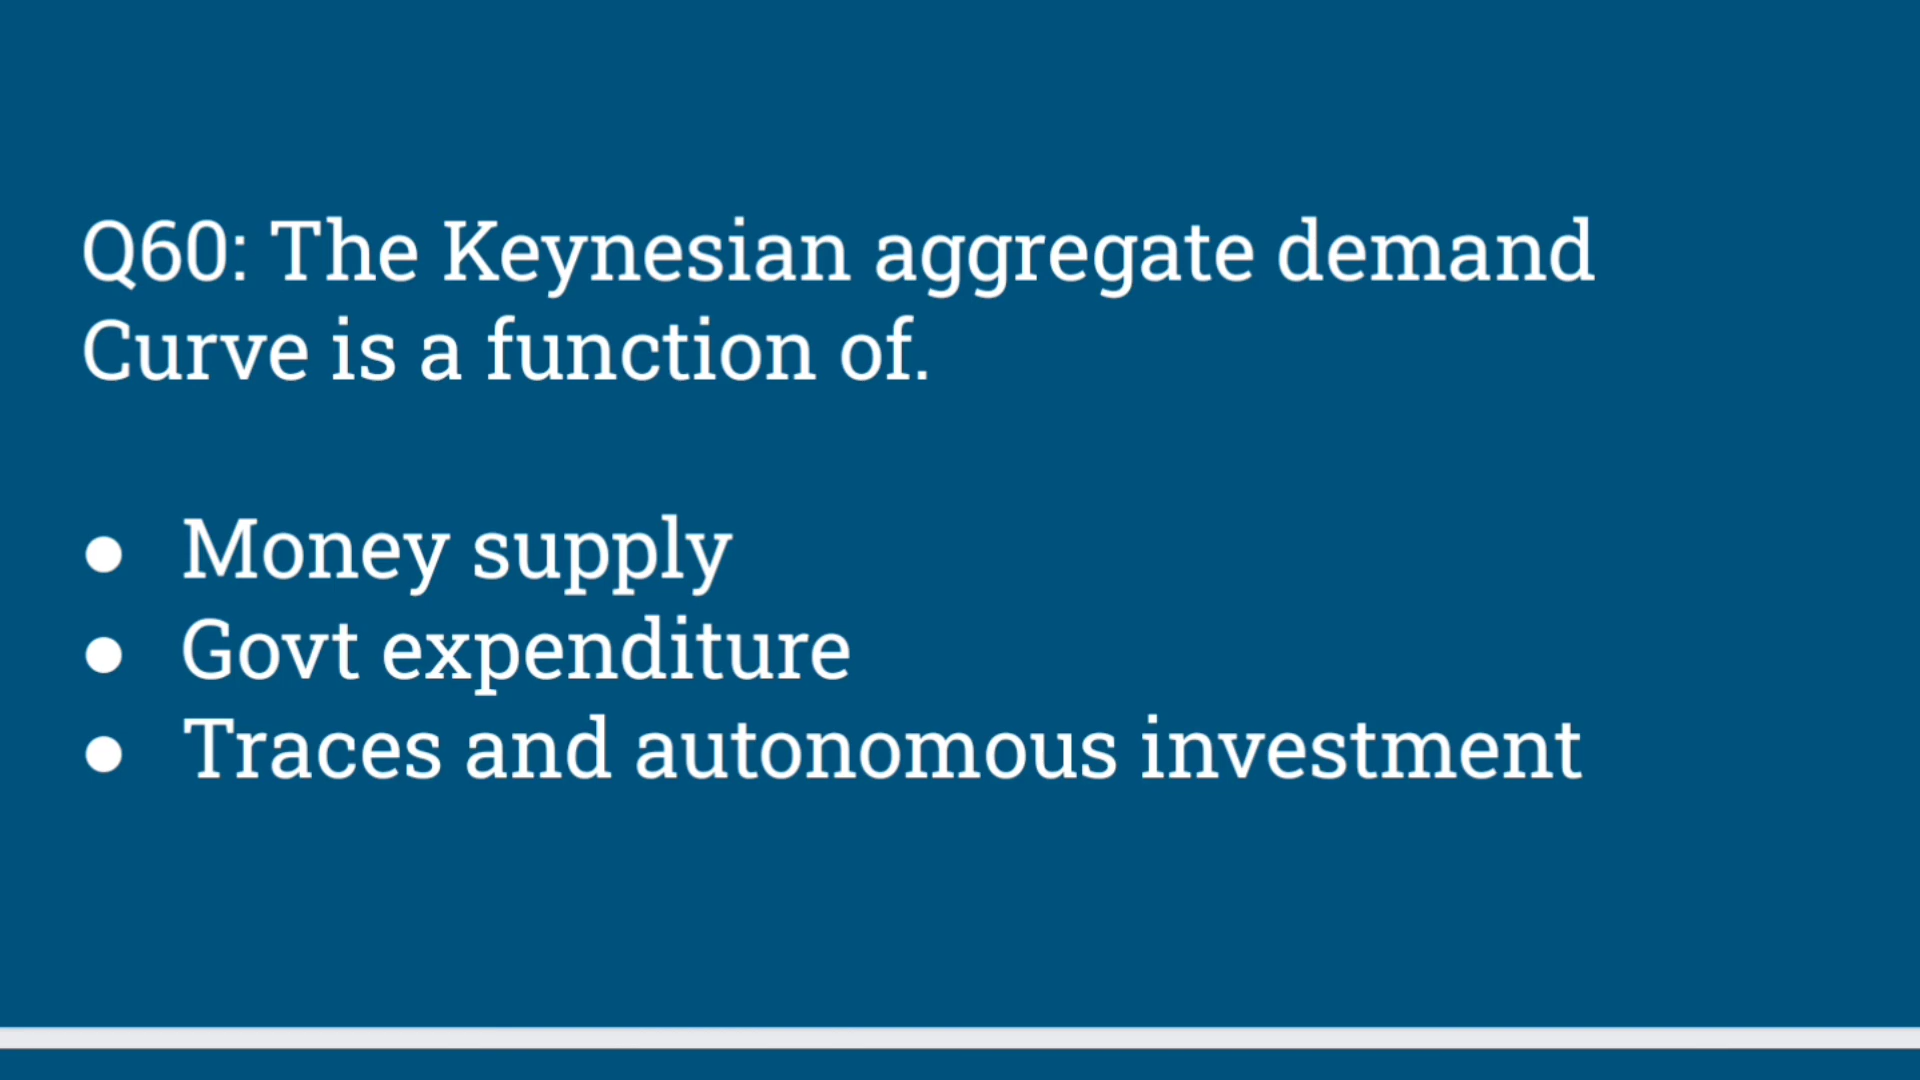 Q60: The Keynesian aggregate demand
Curve is a function of.
● Money supply
● Govt expenditure
● Traces and autonomous investment